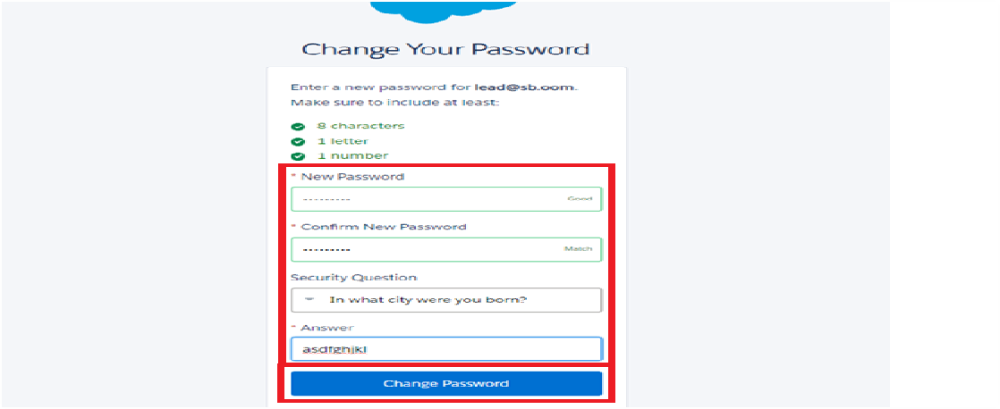 Change Your Password
Enter a new password for lead@sb.oom.
Make sure to include at least:
8 characters
1 letter
1 number
* New Password
·········
Good
* Confirm New Password
·········
Match
Security Question
In what city were you born?
* Answer
asdfghjkl
Change Password